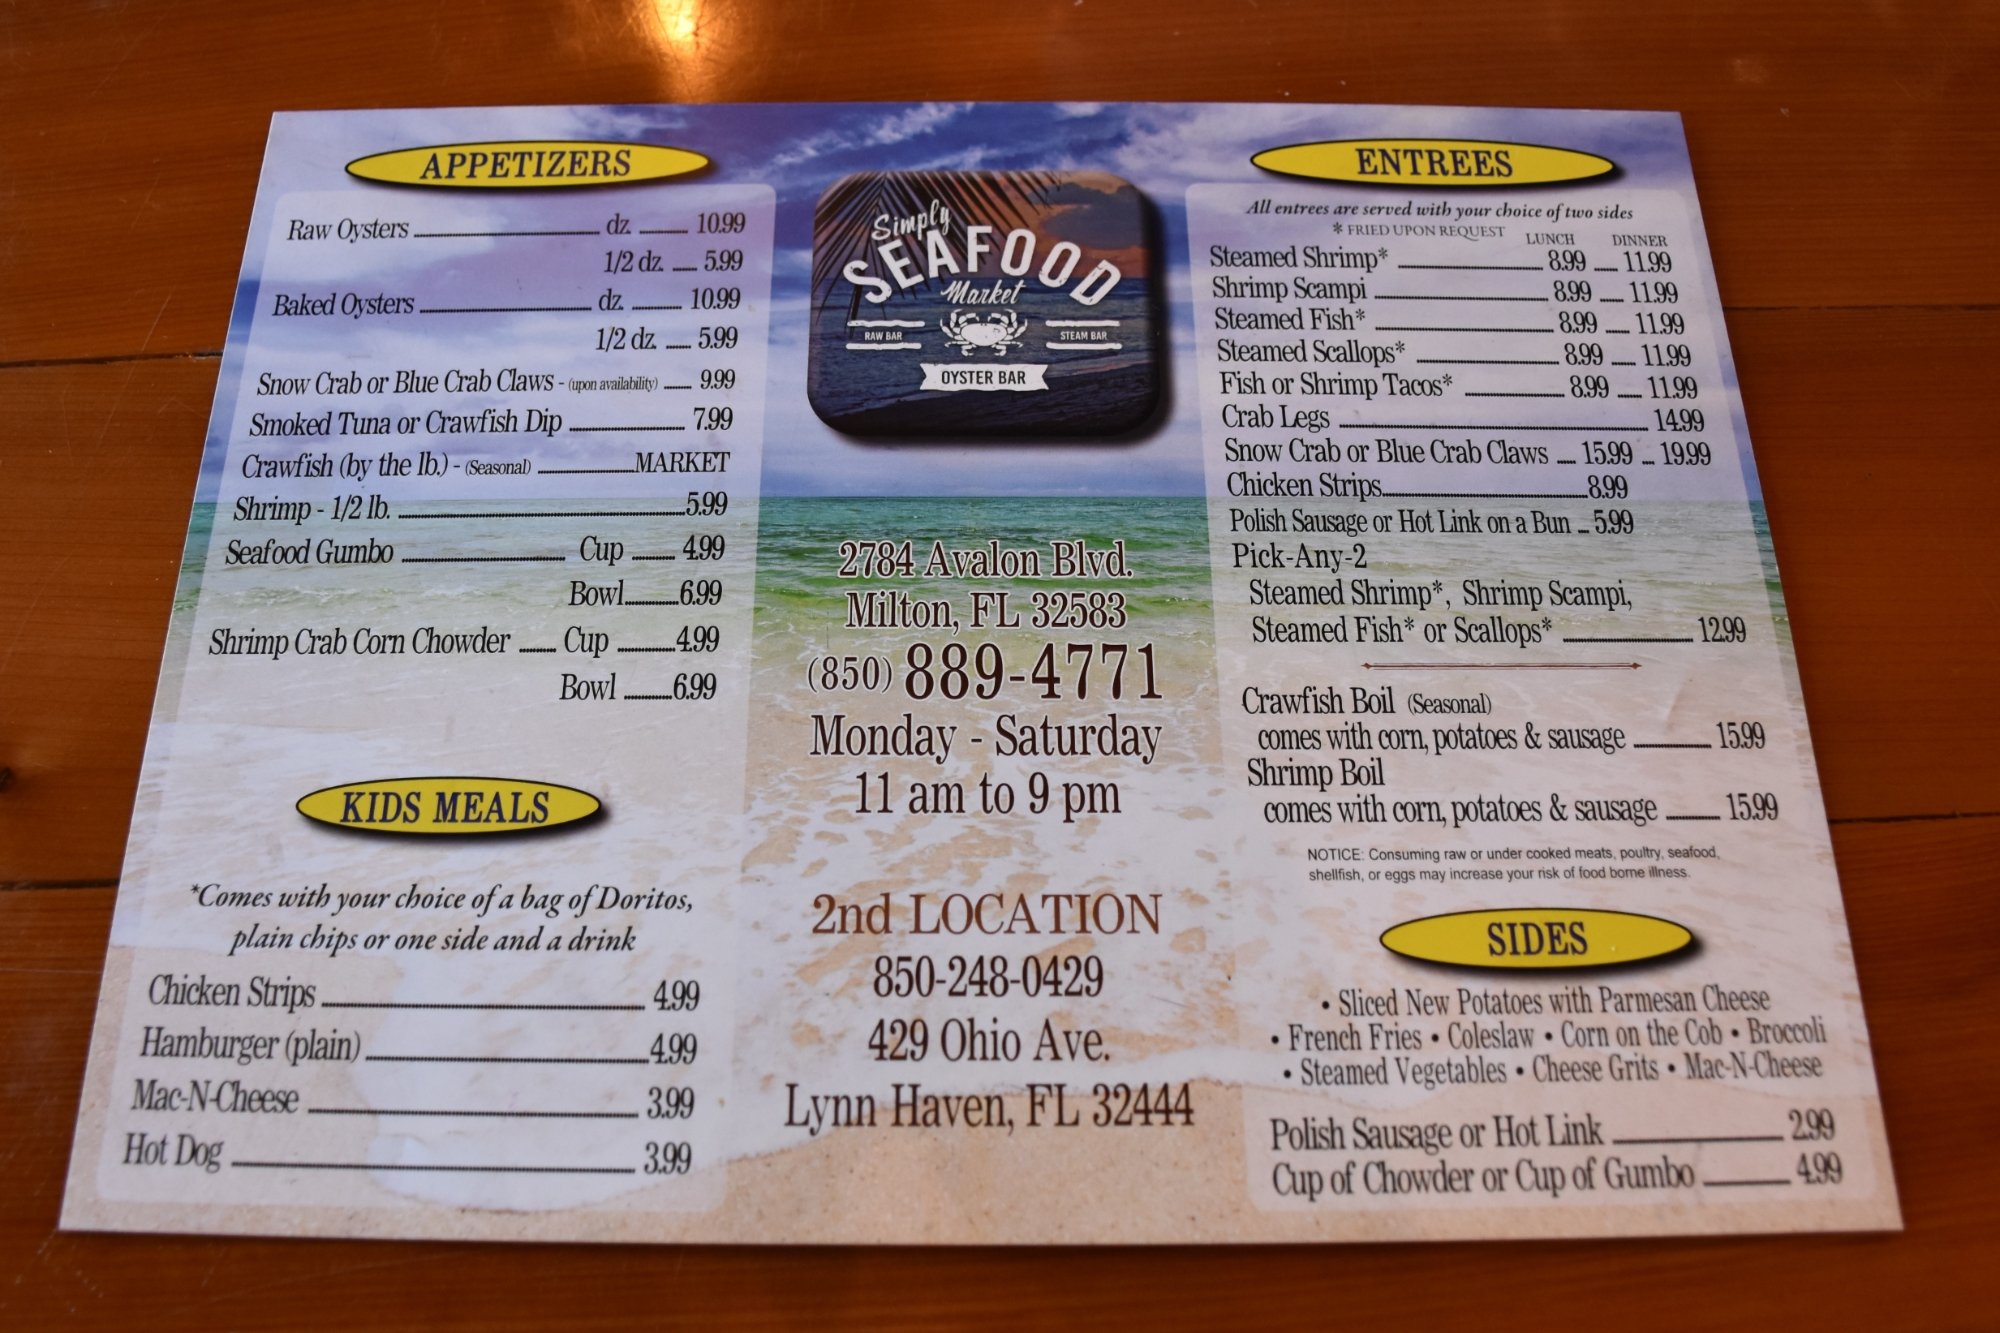 APPETIZERS
Raw Oysters dz. 10.99
1/2 dz. 5.99
Baked Oysters dz. 10.99
1/2 dz. 5.99
Snow Crab or Blue Crab Claws - (upon availability) 9.99
Smoked Tuna or Crawfish Dip 7.99
Crawfish (by the lb.) - (Seasonal) MARKET
Shrimp - 1/2 lb. 5.99
Seafood Gumbo Cup 4.99
Bowl 6.99
Shrimp Crab Corn Chowder Cup 4.99
Bowl 6.99
KIDS MEALS
*Comes with your choice of a bag of Doritos,
plain chips or one side and a drink
Chicken Strips 4.99
Hamburger (plain) 4.99
Mac-N-Cheese 3.99
Hot Dog 3.99
Simply
SEAFOOD
Market
RAW BAR STEAM BAR
OYSTER BAR
2784 Avalon Blvd.
Milton, FL 32583
(850) 889-4771
Monday - Saturday
11 am to 9 pm
2nd LOCATION
850-248-0429
429 Ohio Ave.
Lynn Haven, FL 32444
ENTREES
All entrees are served with your choice of two sides
* FRIED UPON REQUEST LUNCH DINNER
Steamed Shrimp* 8.99 11.99
Shrimp Scampi 8.99 11.99
Steamed Fish* 8.99 11.99
Steamed Scallops* 8.99 11.99
Fish or Shrimp Tacos* 8.99 11.99
Crab Legs 14.99
Snow Crab or Blue Crab Claws 15.99 19.99
Chicken Strips 8.99
Polish Sausage or Hot Link on a Bun 5.99
Pick-Any-2
Steamed Shrimp*, Shrimp Scampi,
Steamed Fish* or Scallops* 12.99
Crawfish Boil (Seasonal)
comes with corn, potatoes & sausage 15.99
Shrimp Boil
comes with corn, potatoes & sausage 15.99
NOTICE: Consuming raw or under cooked meats, poultry, seafood,
shellfish, or eggs may increase your risk of food borne illness.
SIDES
• Sliced New Potatoes with Parmesan Cheese
• French Fries • Coleslaw • Corn on the Cob • Broccoli
• Steamed Vegetables • Cheese Grits • Mac-N-Cheese
Polish Sausage or Hot Link 2.99
Cup of Chowder or Cup of Gumbo 4.99